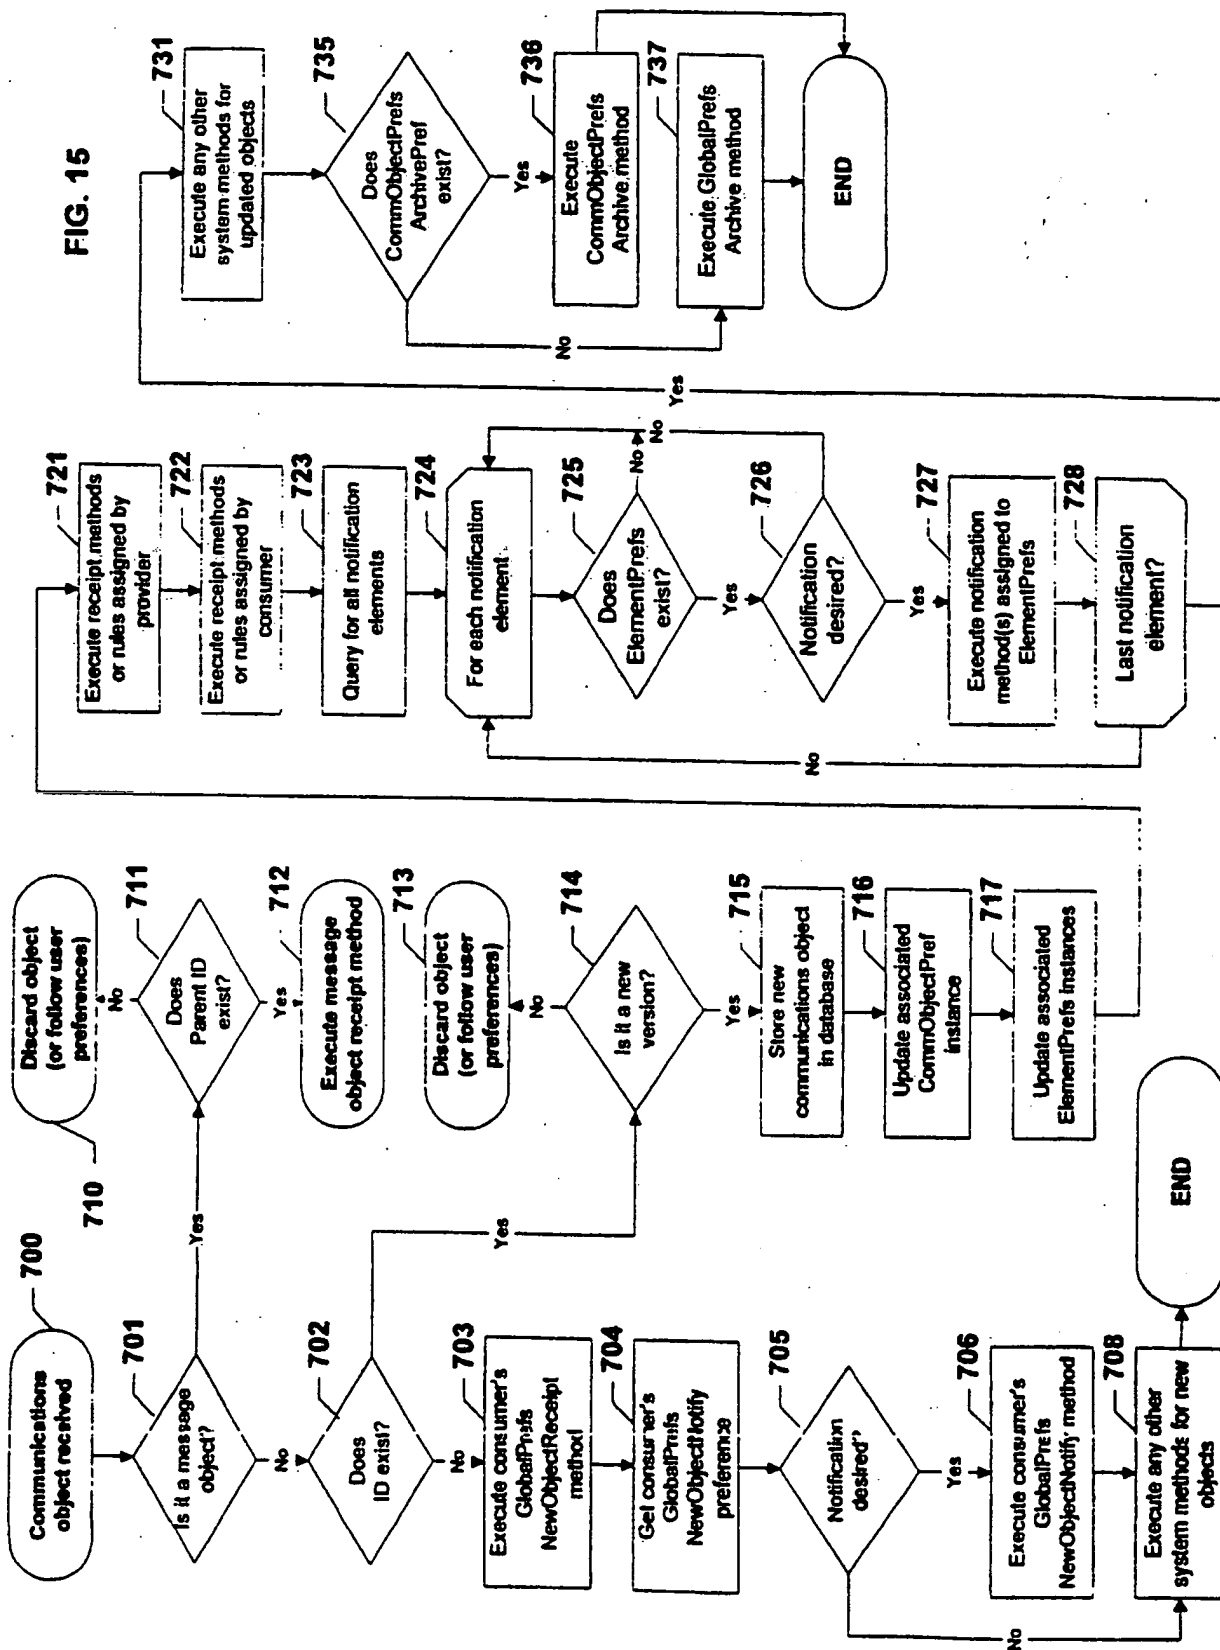 FIG. 15
700
Communications
object received
701
Is it a message
object?
Yes
No
702
Does
ID exist?
Yes
No
703
Execute consumer's
GlobalPrefs
NewObjectReceipt
method
704
Get consumer's
GlobalPrefs
NewObjectNotify
preference
705
Notification
desired"
Yes
No
706
Execute consumer's
GlobalPrefs
NewObjectNotify method
708
Execute any other
system methods for new
objects
END
710
Discard object
(or follow user
preferences)
711
No
Does
Parent ID
exist?
Yes
712
Execute message
object receipt method
713
Discard object
(or follow user
preferences)
No
714
Is it a new
version?
Yes
715
Store new
communications object
in database
716
Update associated
CommObjectPref
instance
717
Update associated
ElementPrefs instances
721
Execute receipt methods
or rules assigned by
provider
722
Execute receipt methods
or rules assigned by
consumer
723
Query for all notification
elements
724
For each notification
element
725
Does
ElementPrefs
exist?
No
Yes
726
Notification
desired?
No
Yes
727
Execute notification
method(s) assigned to
ElementPrefs
728
Last notification
element?
No
Yes
731
Execute any other
system methods for
updated objects
735
Does
CommObjectPrefs
ArchivePref
exist?
Yes
No
736
Execute
CommObjectPrefs
Archive method
737
Execute GlobalPrefs
Archive method
END